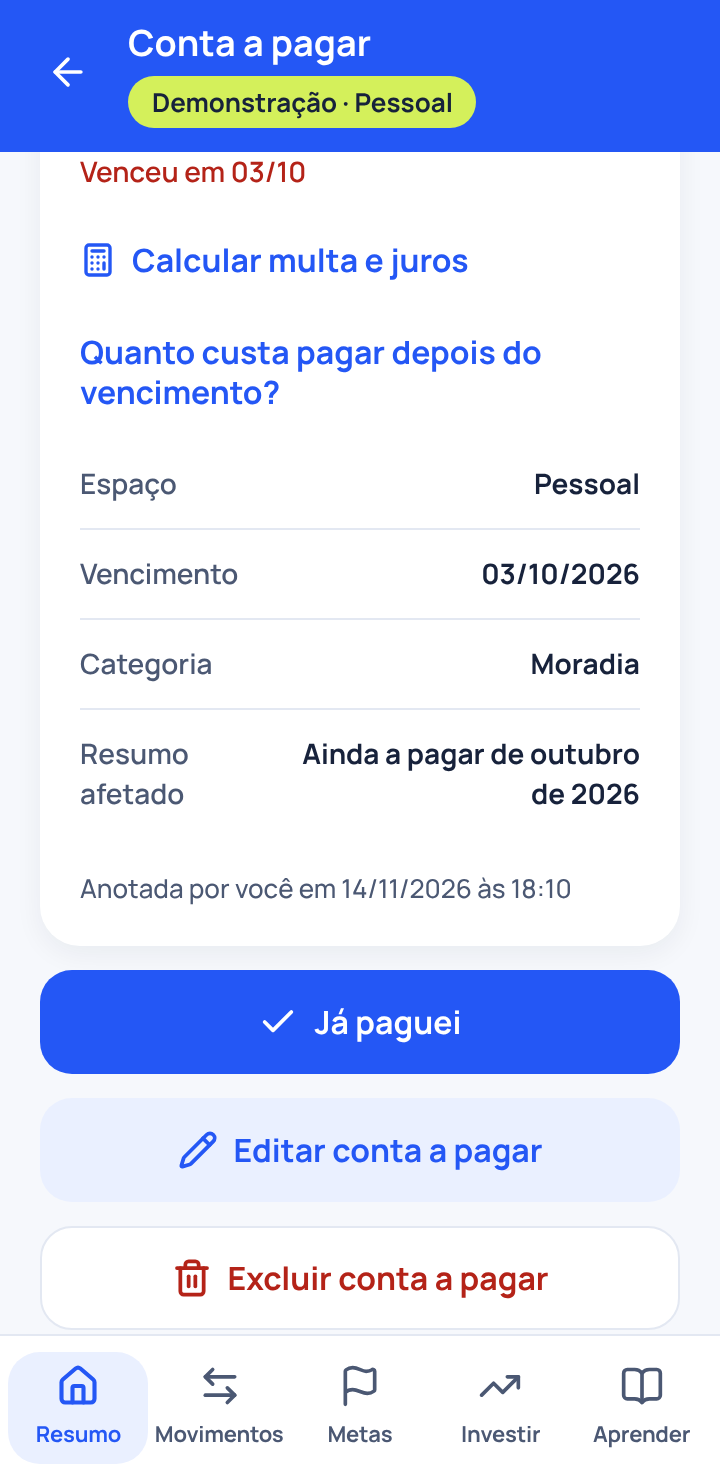 Conta a pagar
Demonstração · Pessoal
Venceu em 03/10
Calcular multa e juros
Quanto custa pagar depois do
vencimento?
Espaço Pessoal
Vencimento 03/10/2026
Categoria Moradia
Resumo Ainda a pagar de outubro
afetado de 2026
Anotada por você em 14/11/2026 às 18:10
Já paguei
Editar conta a pagar
Excluir conta a pagar
Resumo Movimentos Metas Investir Aprender